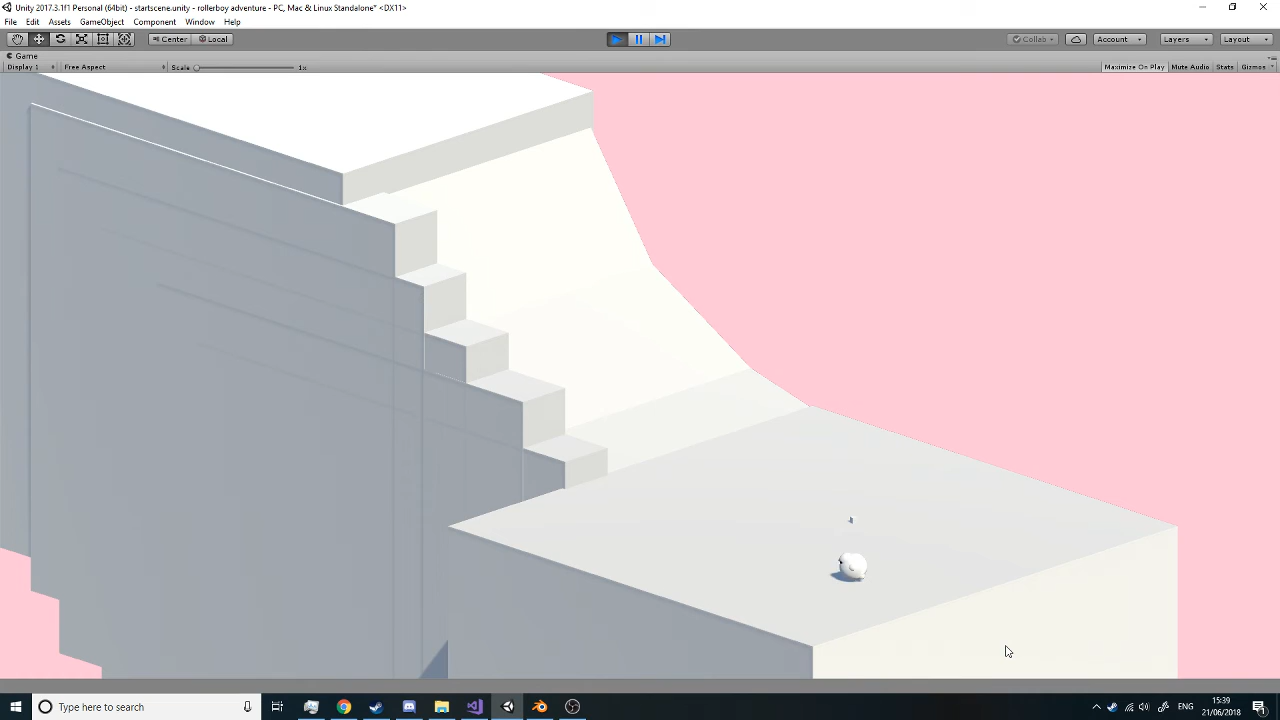 Unity 2017.3.1f1 Personal (64bit) - startscene.unity - rollerboy adventure - PC, Mac & Linux Standalone* <DX11>
File Edit Assets GameObject Component Window Help
Center Local Collab Account Layers Layout
Game
Display 1 Free Aspect Scale 1x Maximize On Play Mute Audio Stats Gizmos
Type here to search
ENG
15:39
21/06/2018